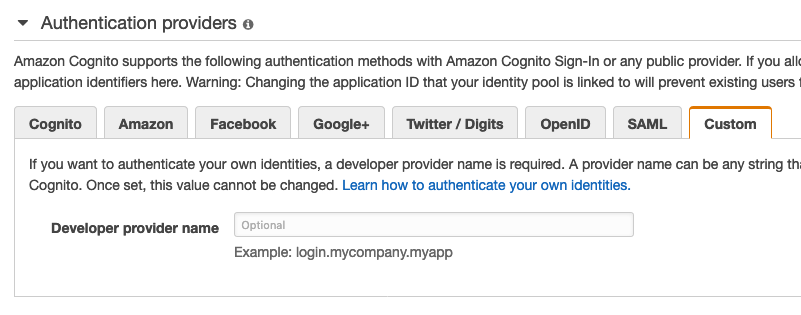 Authentication providers
Amazon Cognito supports the following authentication methods with Amazon Cognito Sign-In or any public provider. If you
application identifiers here. Warning: Changing the application ID that your identity pool is linked to will prevent existing users
Cognito Amazon Facebook Google+ Twitter / Digits OpenID SAML Custom
If you want to authenticate your own identities, a developer provider name is required. A provider name can be any string
Cognito. Once set, this value cannot be changed. Learn how to authenticate your own identities.
Developer provider name Optional
Example: login.mycompany.myapp